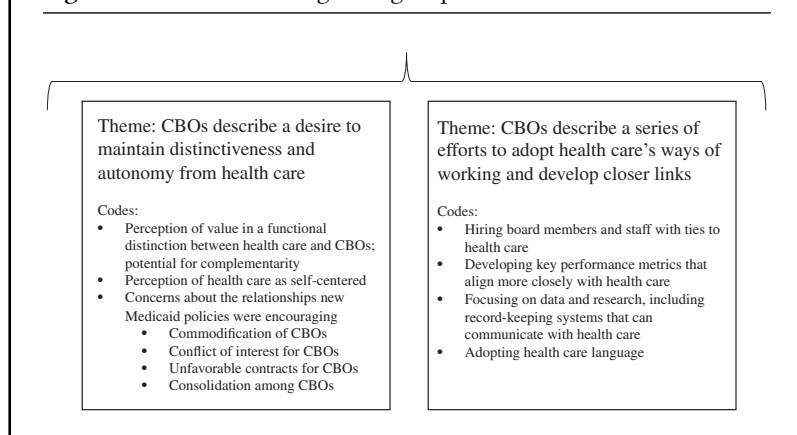 Theme: CBOs describe a desire to
maintain distinctiveness and
autonomy from health care
Codes:
• Perception of value in a functional
distinction between health care and CBOs;
potential for complementarity
• Perception of health care as self-centered
• Concerns about the relationships new
Medicaid policies were encouraging
• Commodification of CBOs
• Conflict of interest for CBOs
• Unfavorable contracts for CBOs
• Consolidation among CBOs
Theme: CBOs describe a series of
efforts to adopt health care’s ways of
working and develop closer links
Codes:
• Hiring board members and staff with ties to
health care
• Developing key performance metrics that
align more closely with health care
• Focusing on data and research, including
record-keeping systems that can
communicate with health care
• Adopting health care language